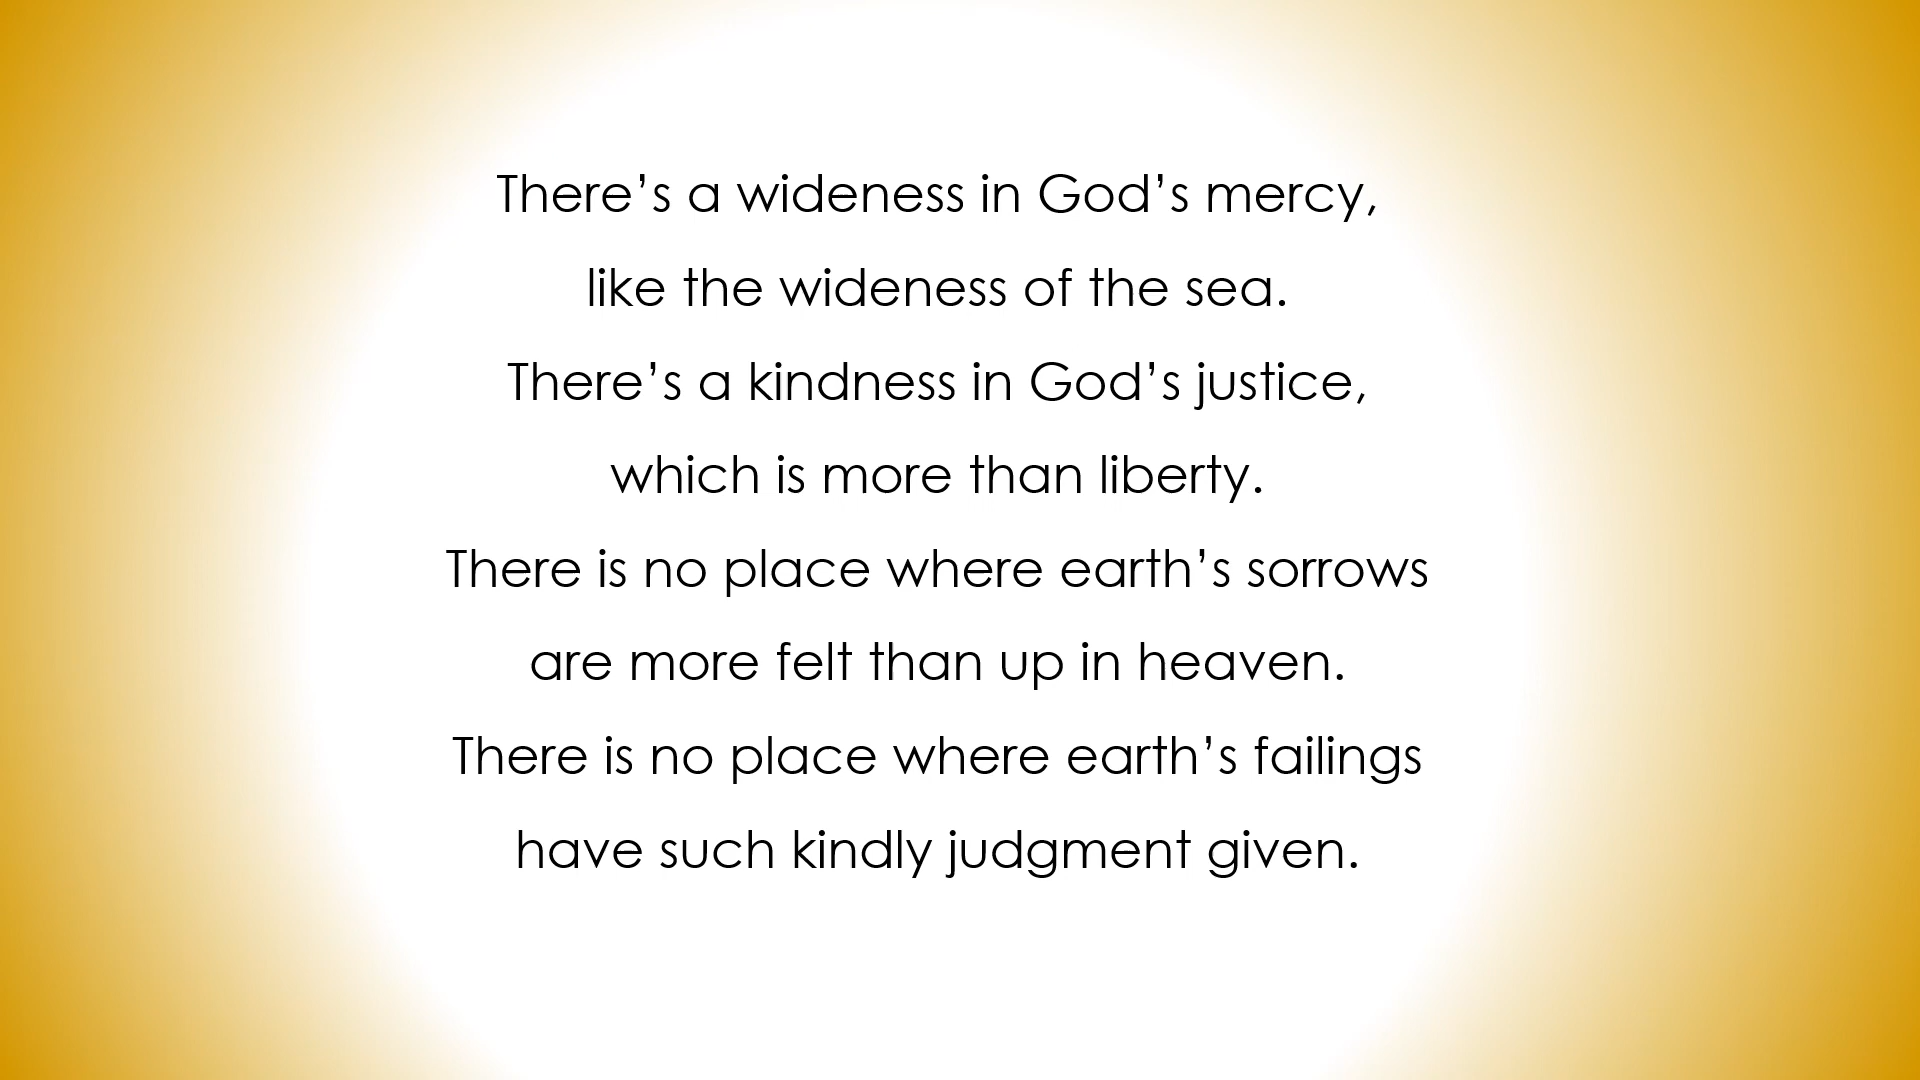 There’s a wideness in God’s mercy,
like the wideness of the sea.
There’s a kindness in God’s justice,
which is more than liberty.
There is no place where earth’s sorrows
are more felt than up in heaven.
There is no place where earth’s failings
have such kindly judgment given.